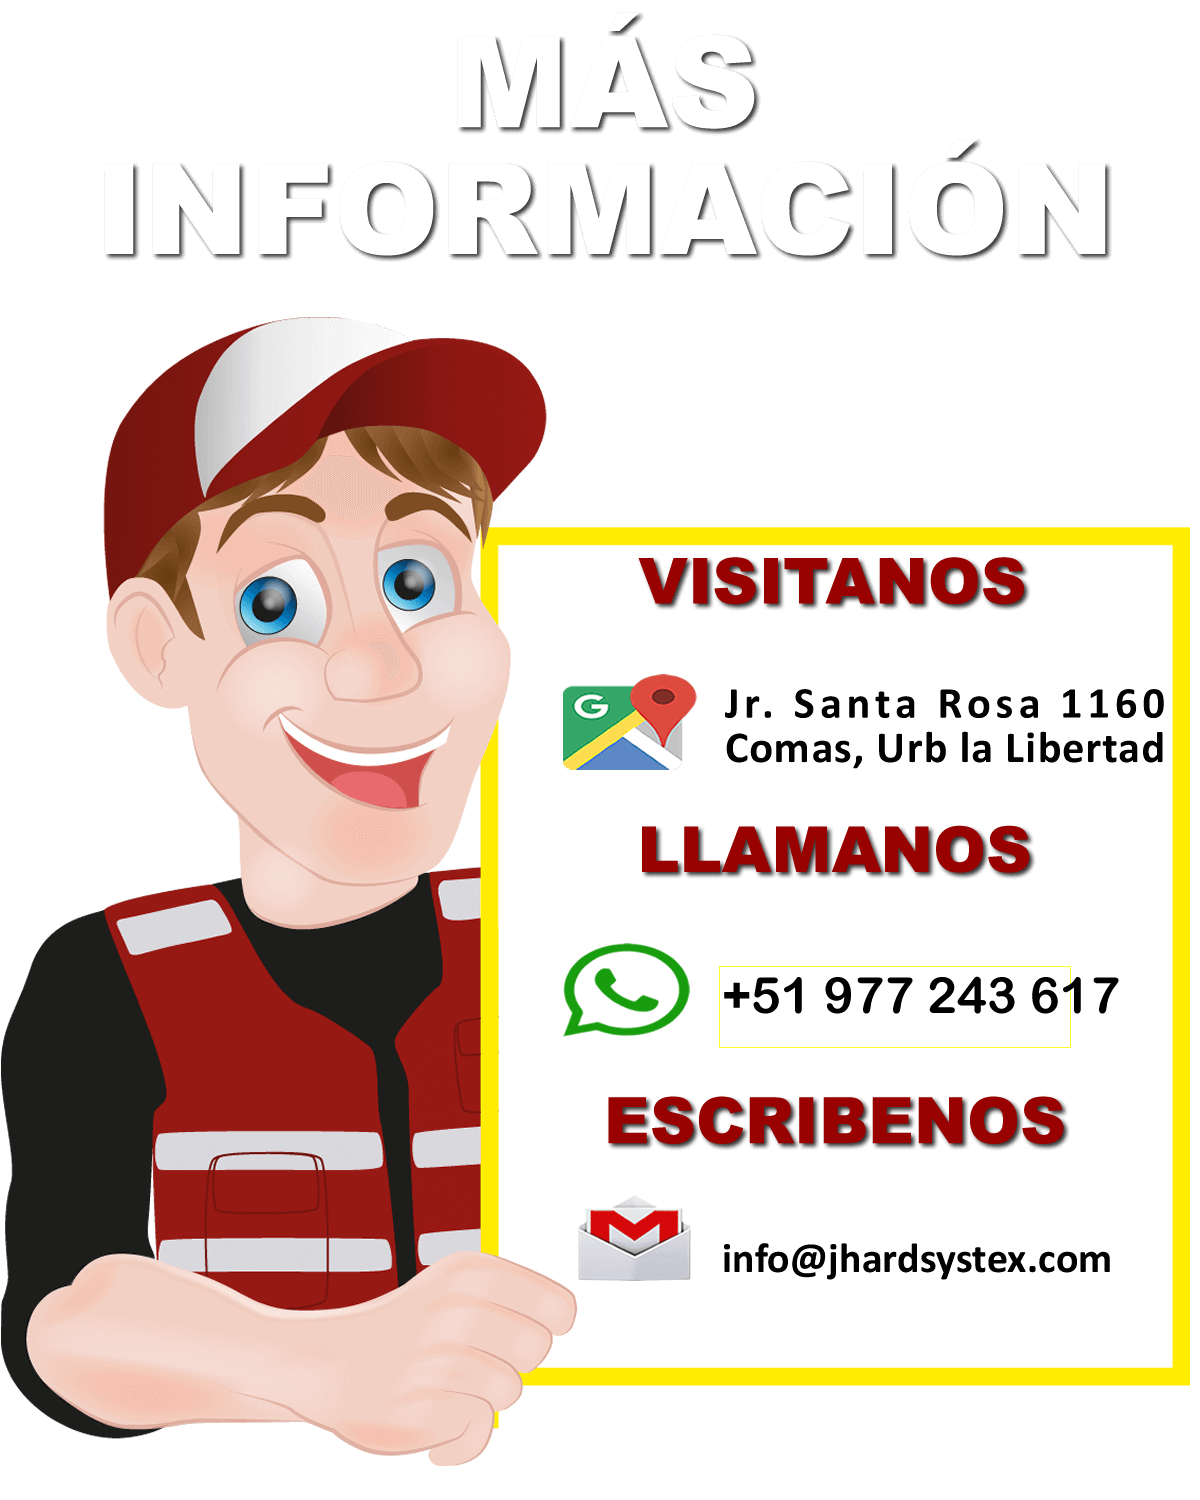 MÁS
INFORMACIÓN
VISITANOS
G
Jr. Santa Rosa 1160
Comas, Urb la Libertad
LLAMANOS
+51 977 243 617
ESCRIBENOS
info@jhardsystex.com